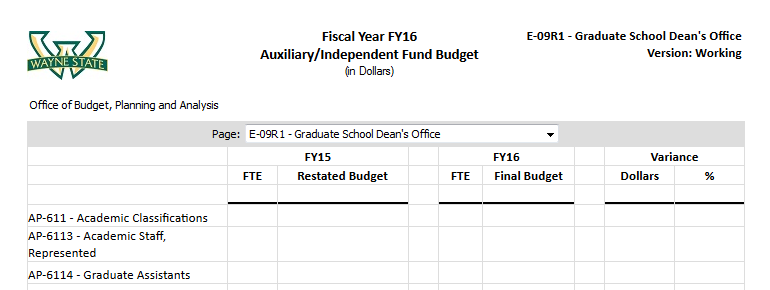 WAYNE STATE
Fiscal Year FY16
Auxiliary/Independent Fund Budget
(in Dollars)
E-09R1 - Graduate School Dean's Office
Version: Working
Office of Budget, Planning and Analysis
Page: E-09R1 - Graduate School Dean's Office
FY15 FY16 Variance
FTE Restated Budget FTE Final Budget Dollars %
AP-611 - Academic Classifications
AP-6113 - Academic Staff,
Represented
AP-6114 - Graduate Assistants